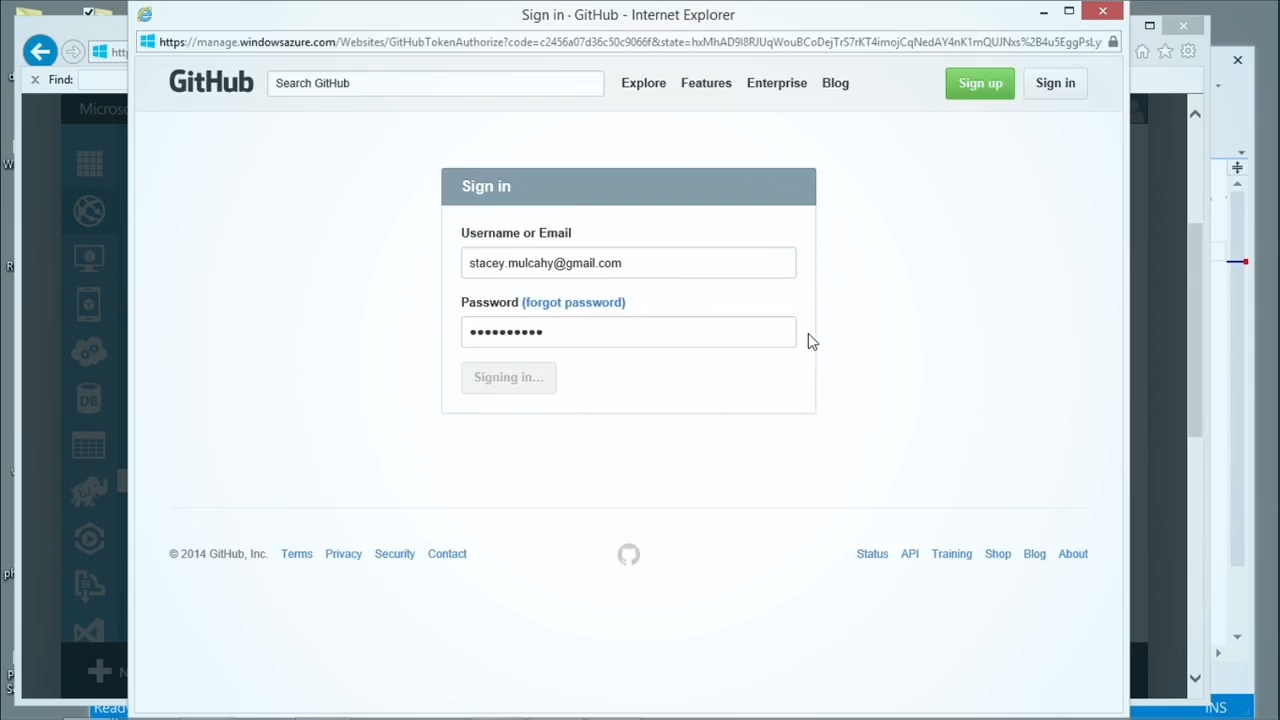 Sign in · GitHub - Internet Explorer
https://manage.windowsazure.com/Websites/GitHubTokenAuthorize?code=c2456a07d36c50c9066f&state=hxMhAD9l8RJUqWouBCoDejTrS7rKT4imojCqNedAY4nK1mQUJNxs%2B4u5EggPsLy
Find:
GitHub Search GitHub Explore Features Enterprise Blog Sign up Sign in
Sign in
Username or Email
stacey.mulcahy@gmail.com
Password (forgot password)
Signing in...
© 2014 GitHub, Inc. Terms Privacy Security Contact Status API Training Shop Blog About
DB
INS